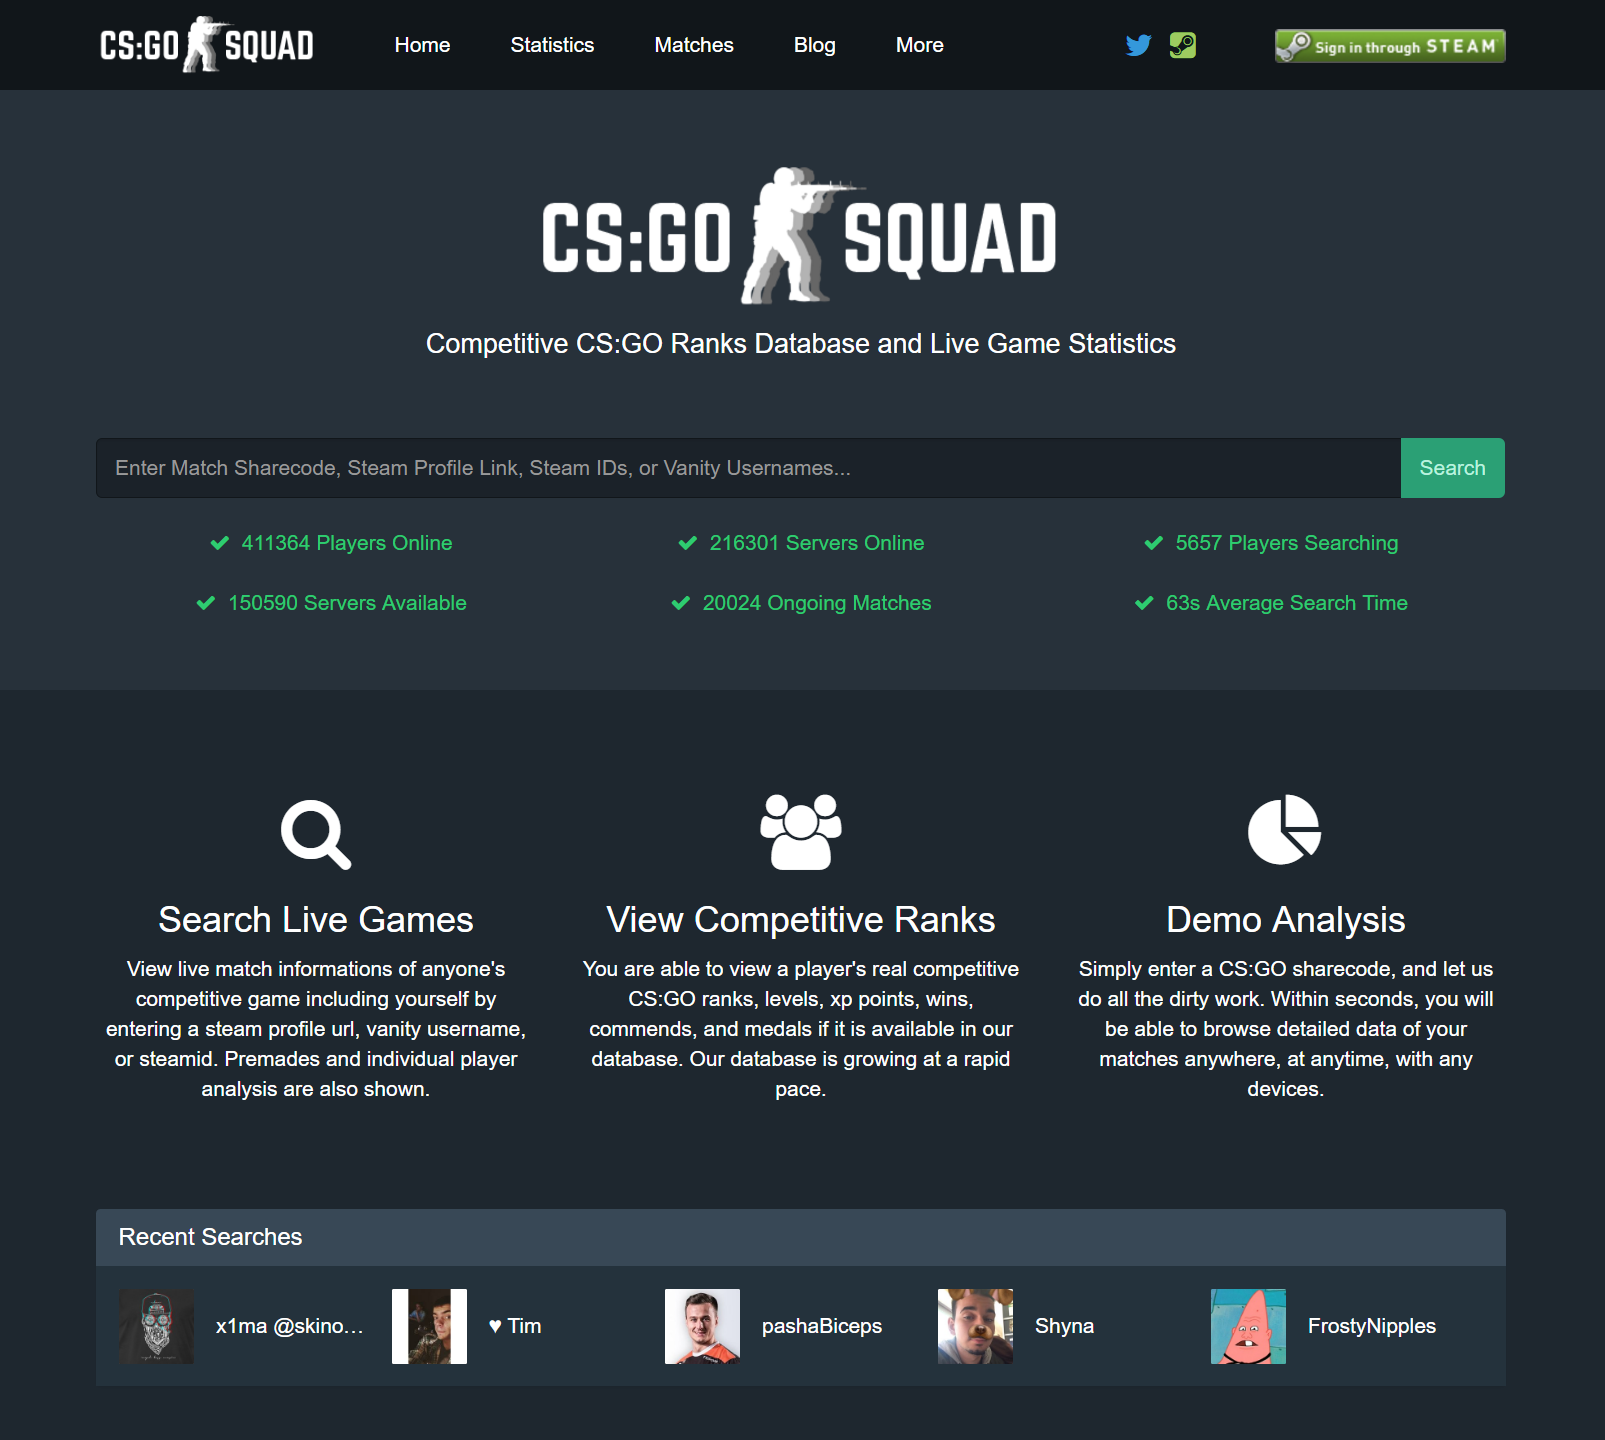 CS:GO SQUAD
Home Statistics Matches Blog More
Sign in through STEAM
CS:GO SQUAD
Competitive CS:GO Ranks Database and Live Game Statistics
Enter Match Sharecode, Steam Profile Link, Steam IDs, or Vanity Usernames...
Search
411364 Players Online
216301 Servers Online
5657 Players Searching
150590 Servers Available
20024 Ongoing Matches
63s Average Search Time
Search Live Games
View live match informations of anyone's
competitive game including yourself by
entering a steam profile url, vanity username,
or steamid. Premades and individual player
analysis are also shown.
View Competitive Ranks
You are able to view a player's real competitive
CS:GO ranks, levels, xp points, wins,
commends, and medals if it is available in our
database. Our database is growing at a rapid
pace.
Demo Analysis
Simply enter a CS:GO sharecode, and let us
do all the dirty work. Within seconds, you will
be able to browse detailed data of your
matches anywhere, at anytime, with any
devices.
Recent Searches
x1ma @skino...
♥ Tim
pashaBiceps
Shyna
FrostyNipples